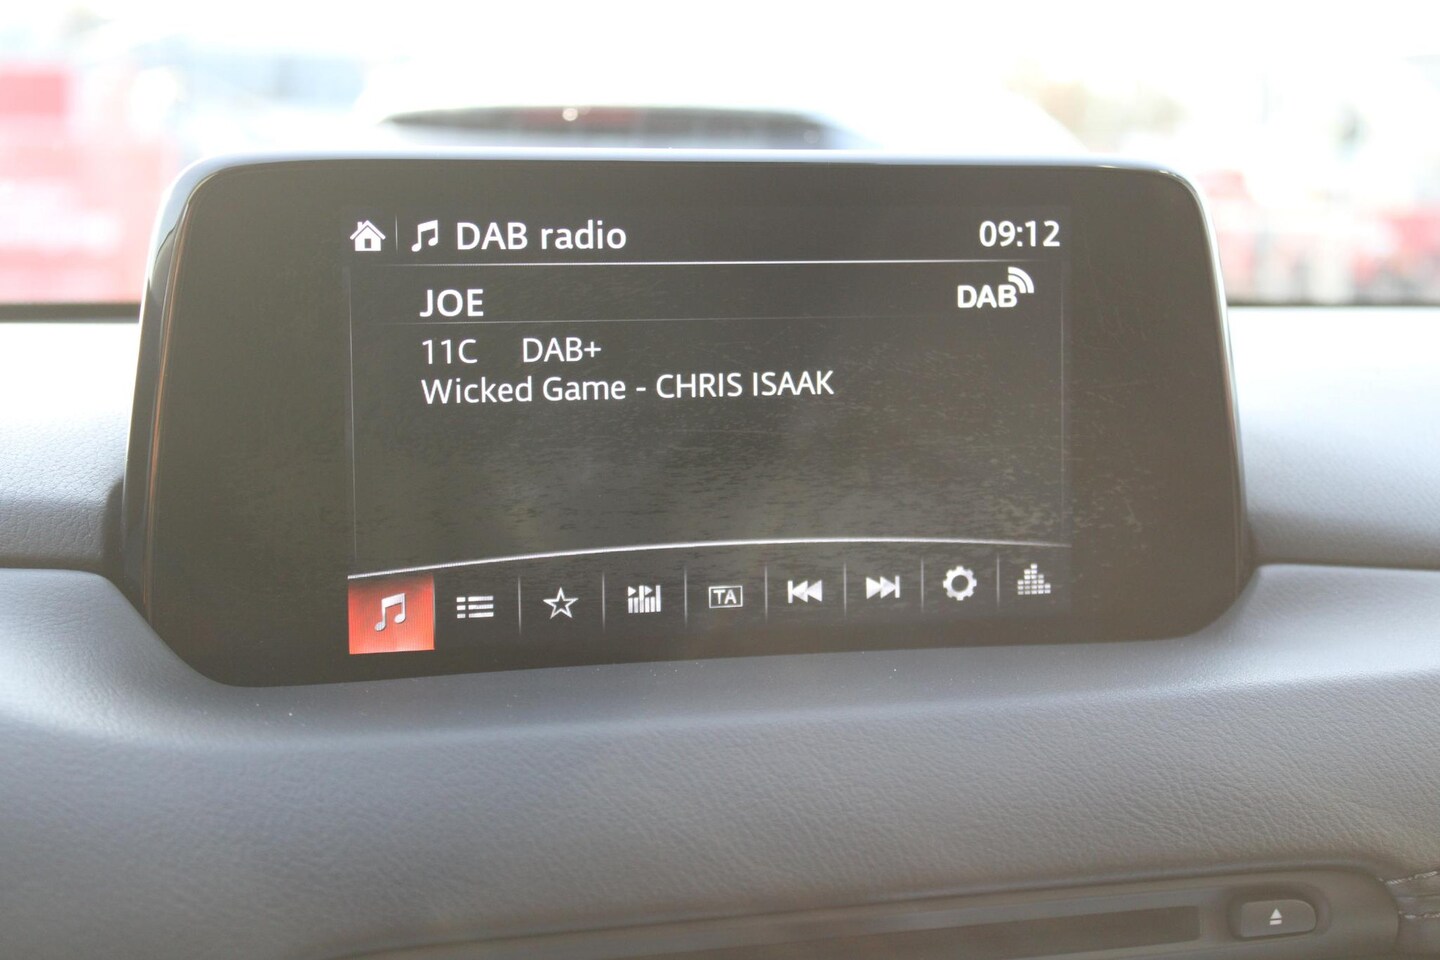 DAB radio 09:12
JOE DAB
11C DAB+
Wicked Game - CHRIS ISAAK
TA